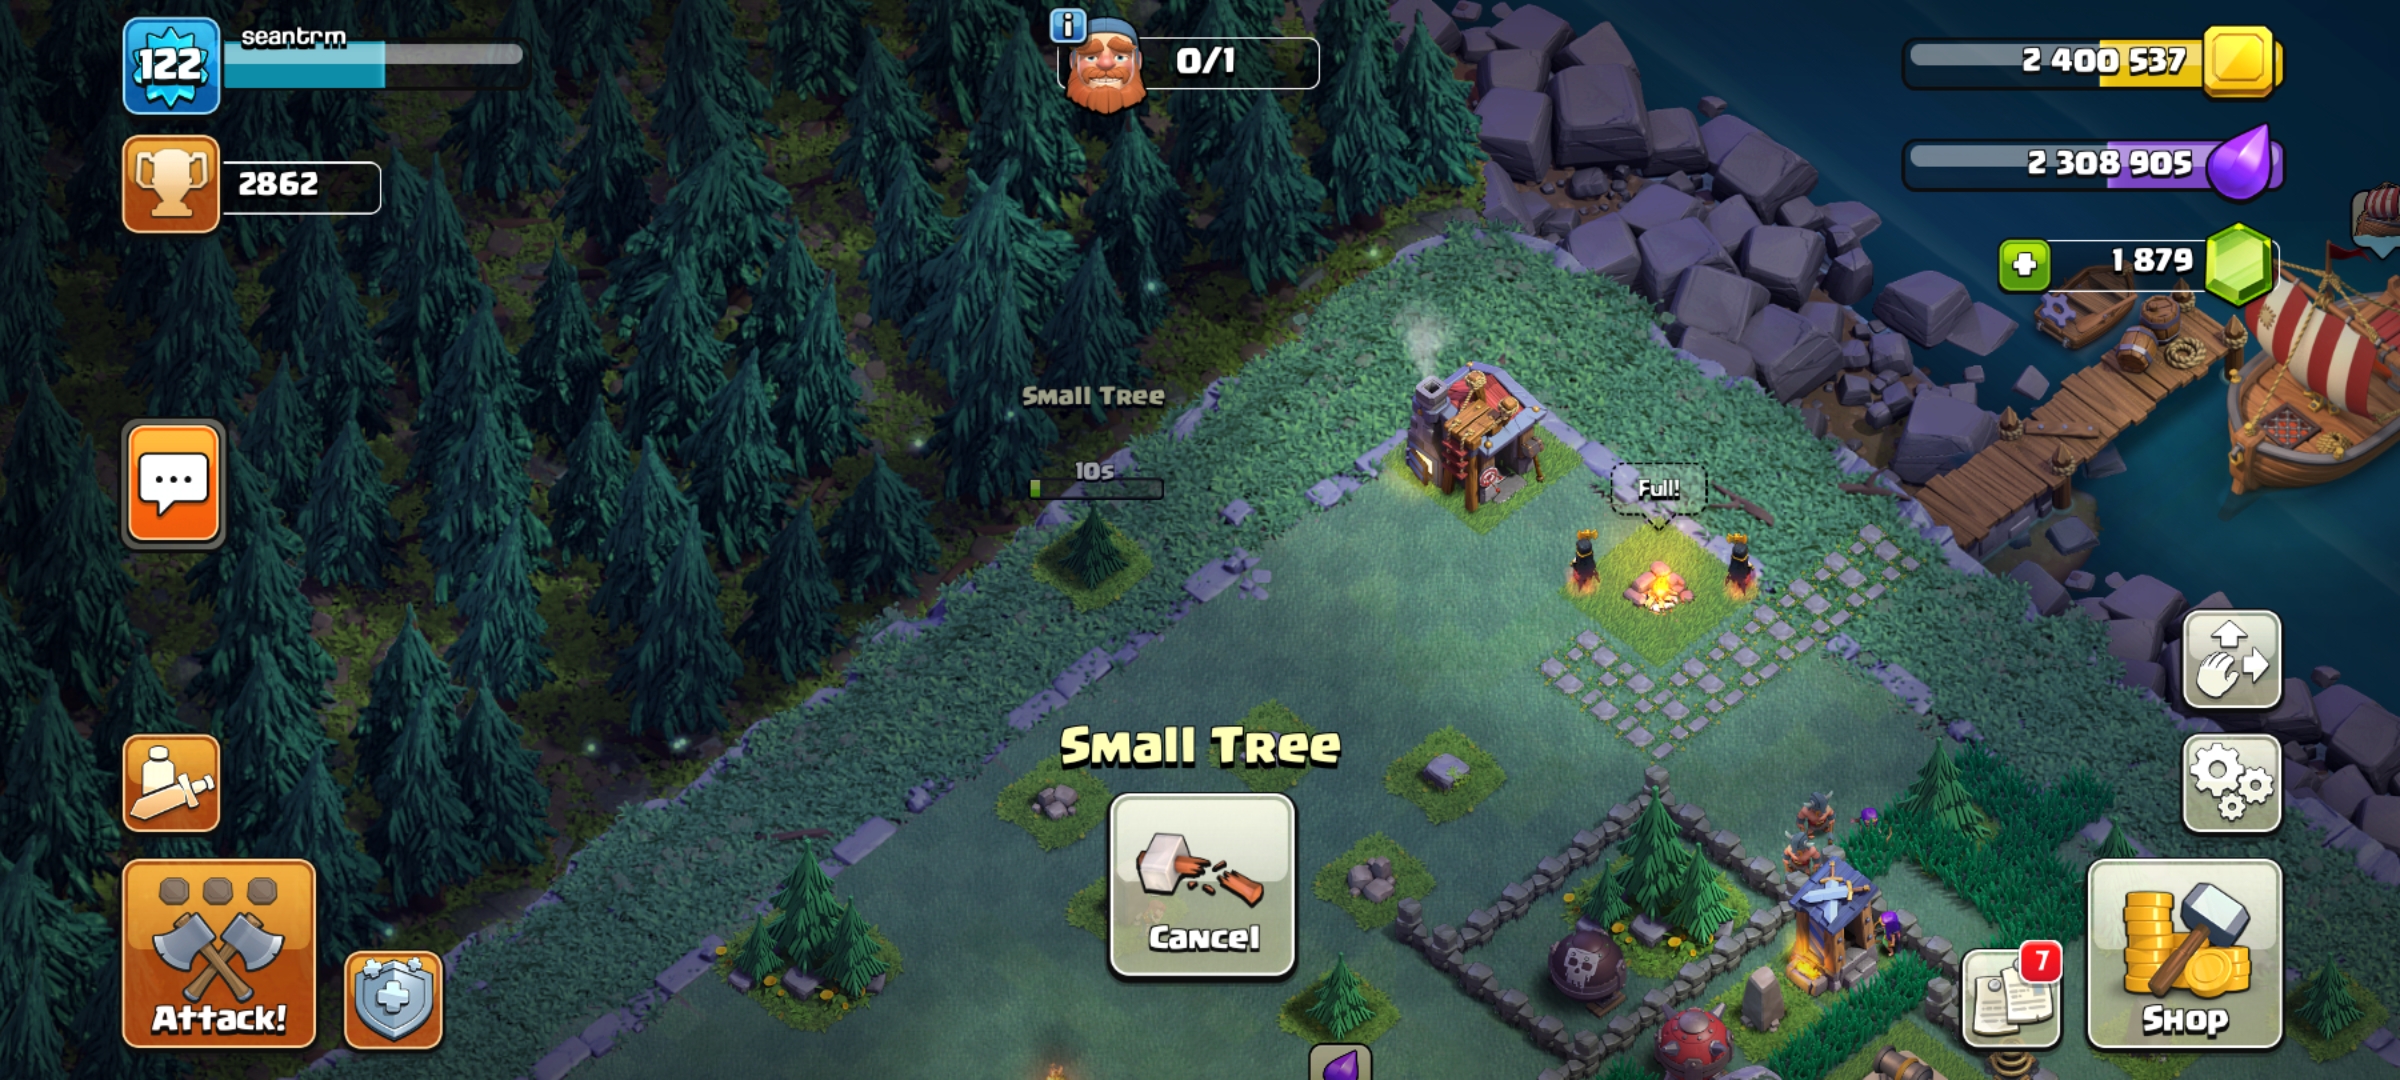 seantrm
122
0/1
2 400 537
2862
2 308 905
1 879
Small Tree
10s
Full!
Small Tree
Cancel
Attack!
7
Shop